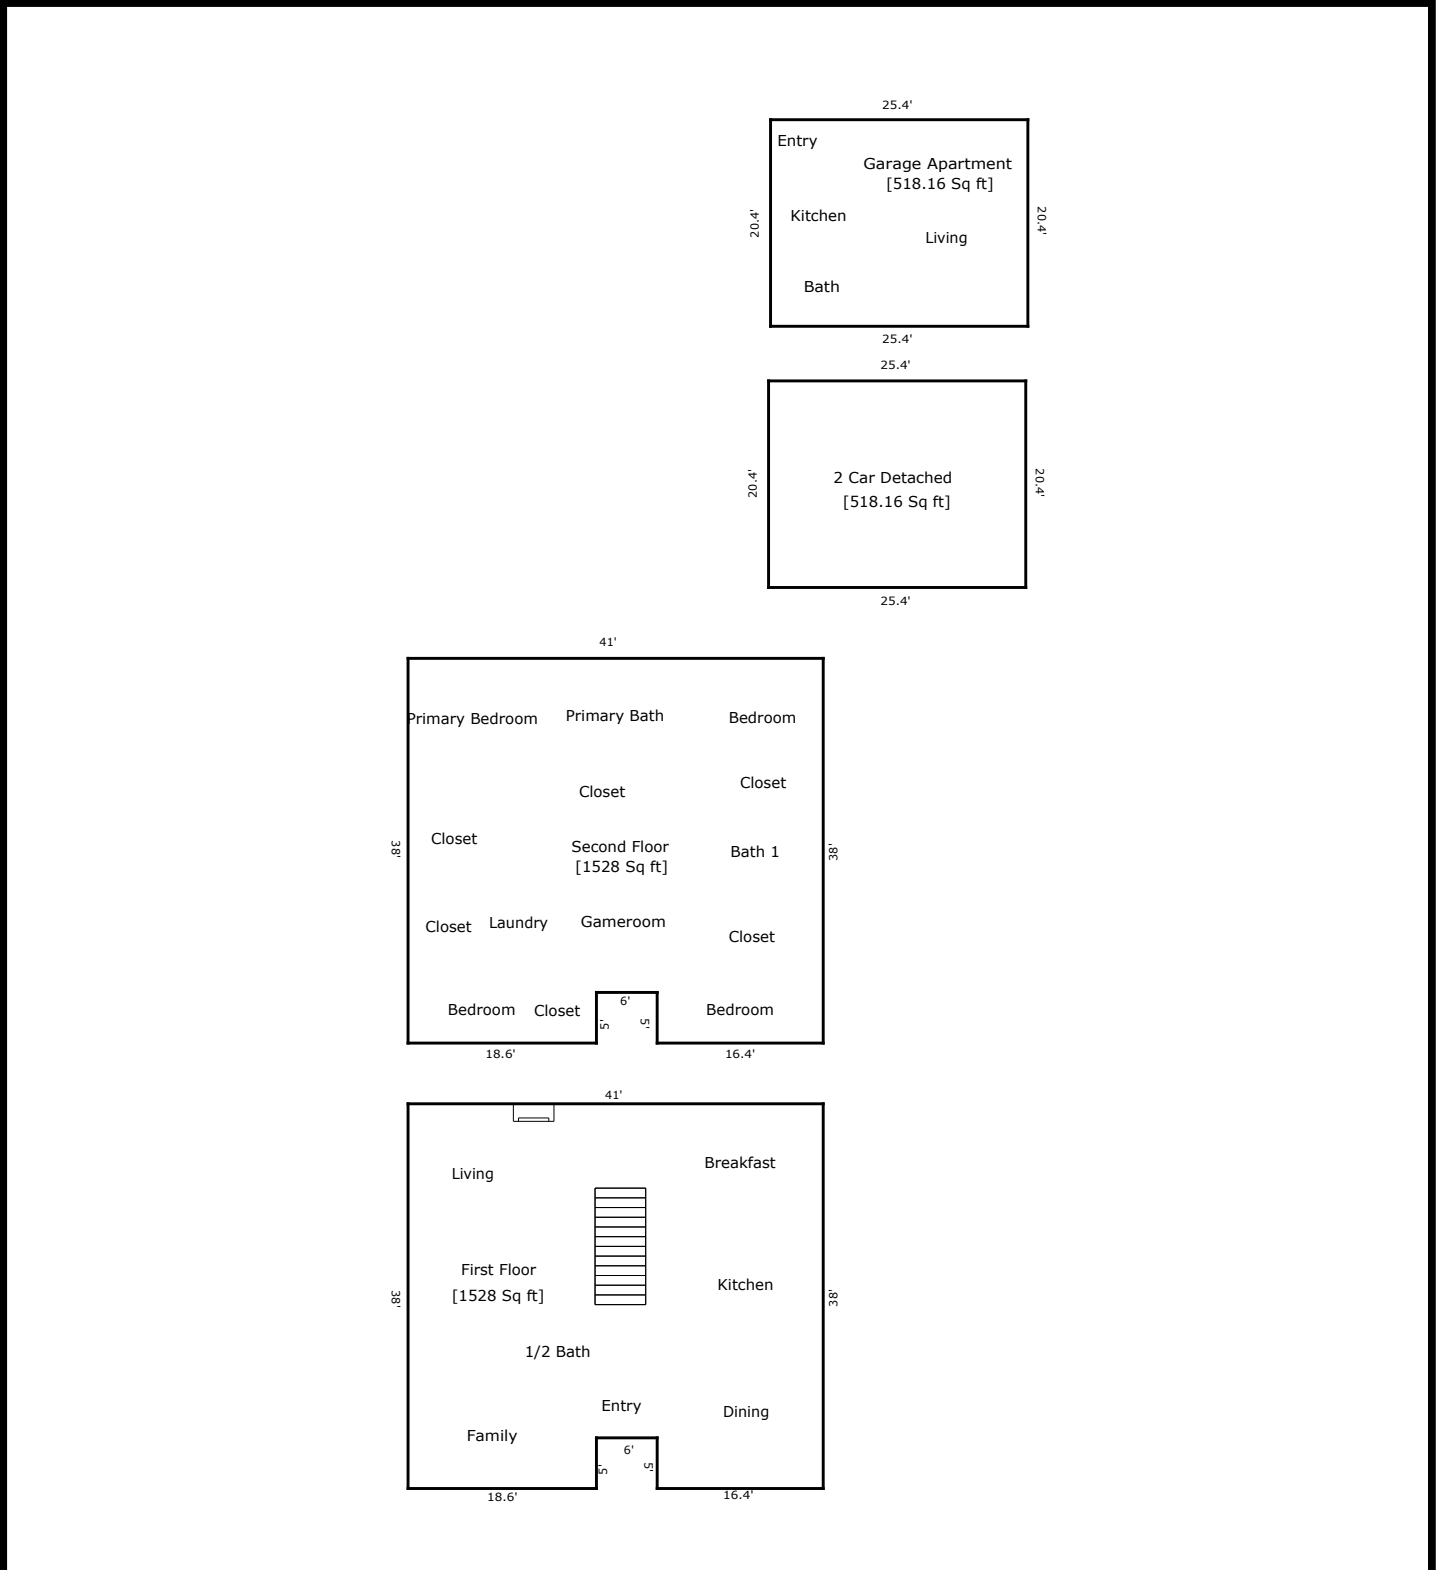 25.4'
Entry
Garage Apartment
[518.16 Sq ft]
20.4'
20.4'
Kitchen
Living
Bath
25.4'
25.4'
2 Car Detached
20.4'
20.4'
[518.16 Sq ft]
25.4'
41'
Primary Bedroom
Primary Bath
Bedroom
Closet
Closet
Closet
38'
Second Floor
[1528 Sq ft]
Bath 1
38'
Closet
Laundry
Gameroom
Closet
Bedroom
Closet
6'
5'
5'
Bedroom
18.6'
16.4'
41'
Living
Breakfast
First Floor
[1528 Sq ft]
38'
Kitchen
38'
1/2 Bath
Entry
Dining
Family
6'
5'
5'
18.6'
16.4'